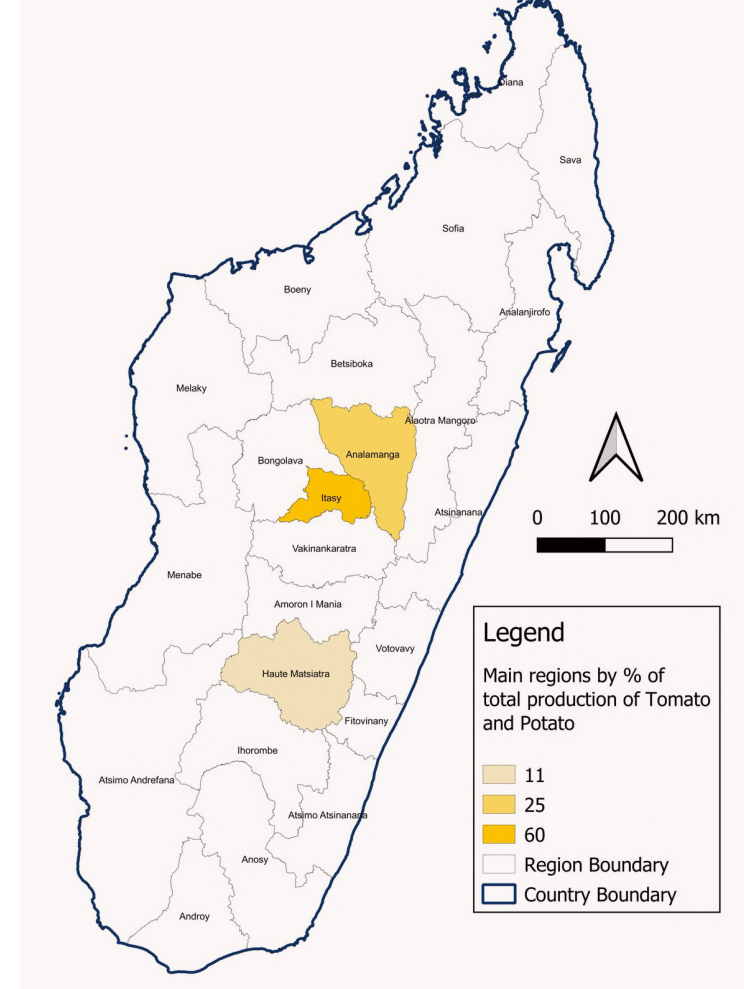 Diana
Sava
Sofia
Boeny
Analanjirofo
Betsiboka
Melaky
Alaotra Mangoro
Analamanga
Bongolava
Itasy
Atsinanana
0 100 200 km
Vakinankaratra
Menabe
Amoron I Mania
Votovavy
Haute Matsiatra
Fitovinany
Ihorombe
Atsimo Andrefana
Atsimo Atsinanana
Anosy
Androy
Legend
Main regions by % of
total production of Tomato
and Potato
11
25
60
Region Boundary
Country Boundary